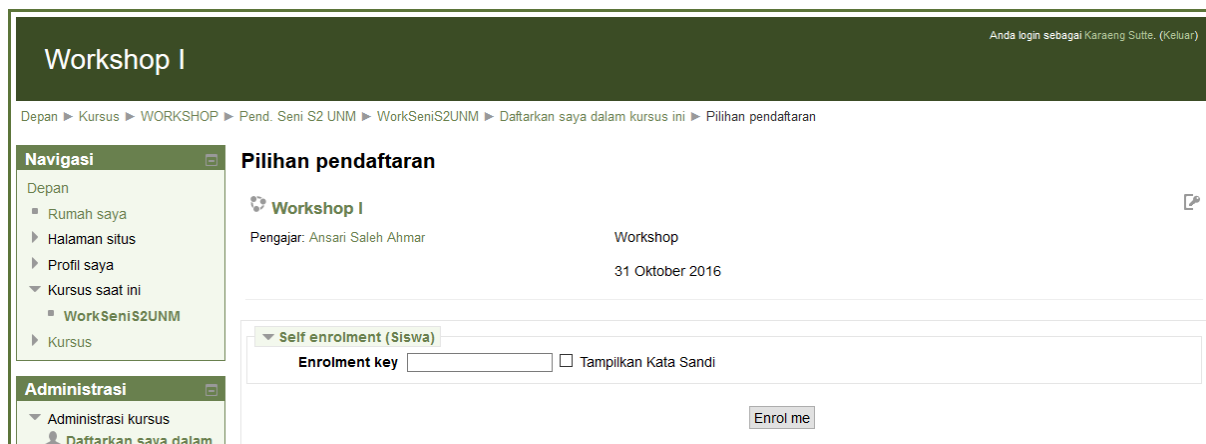 Anda login sebagai Karaeng Sutte. (Keluar)
Workshop I
Depan ► Kursus ► WORKSHOP ► Pend. Seni S2 UNM ► WorkSeniS2UNM ► Daftarkan saya dalam kursus ini ► Pilihan pendaftaran
Navigasi
Depan
Rumah saya
Halaman situs
Profil saya
Kursus saat ini
WorkSeniS2UNM
Kursus
Administrasi
Administrasi kursus
Daftarkan saya dalam
Pilihan pendaftaran
Workshop I
Pengajar: Ansari Saleh Ahmar
Workshop
31 Oktober 2016
Self enrolment (Siswa)
Enrolment key
Tampilkan Kata Sandi
Enrol me